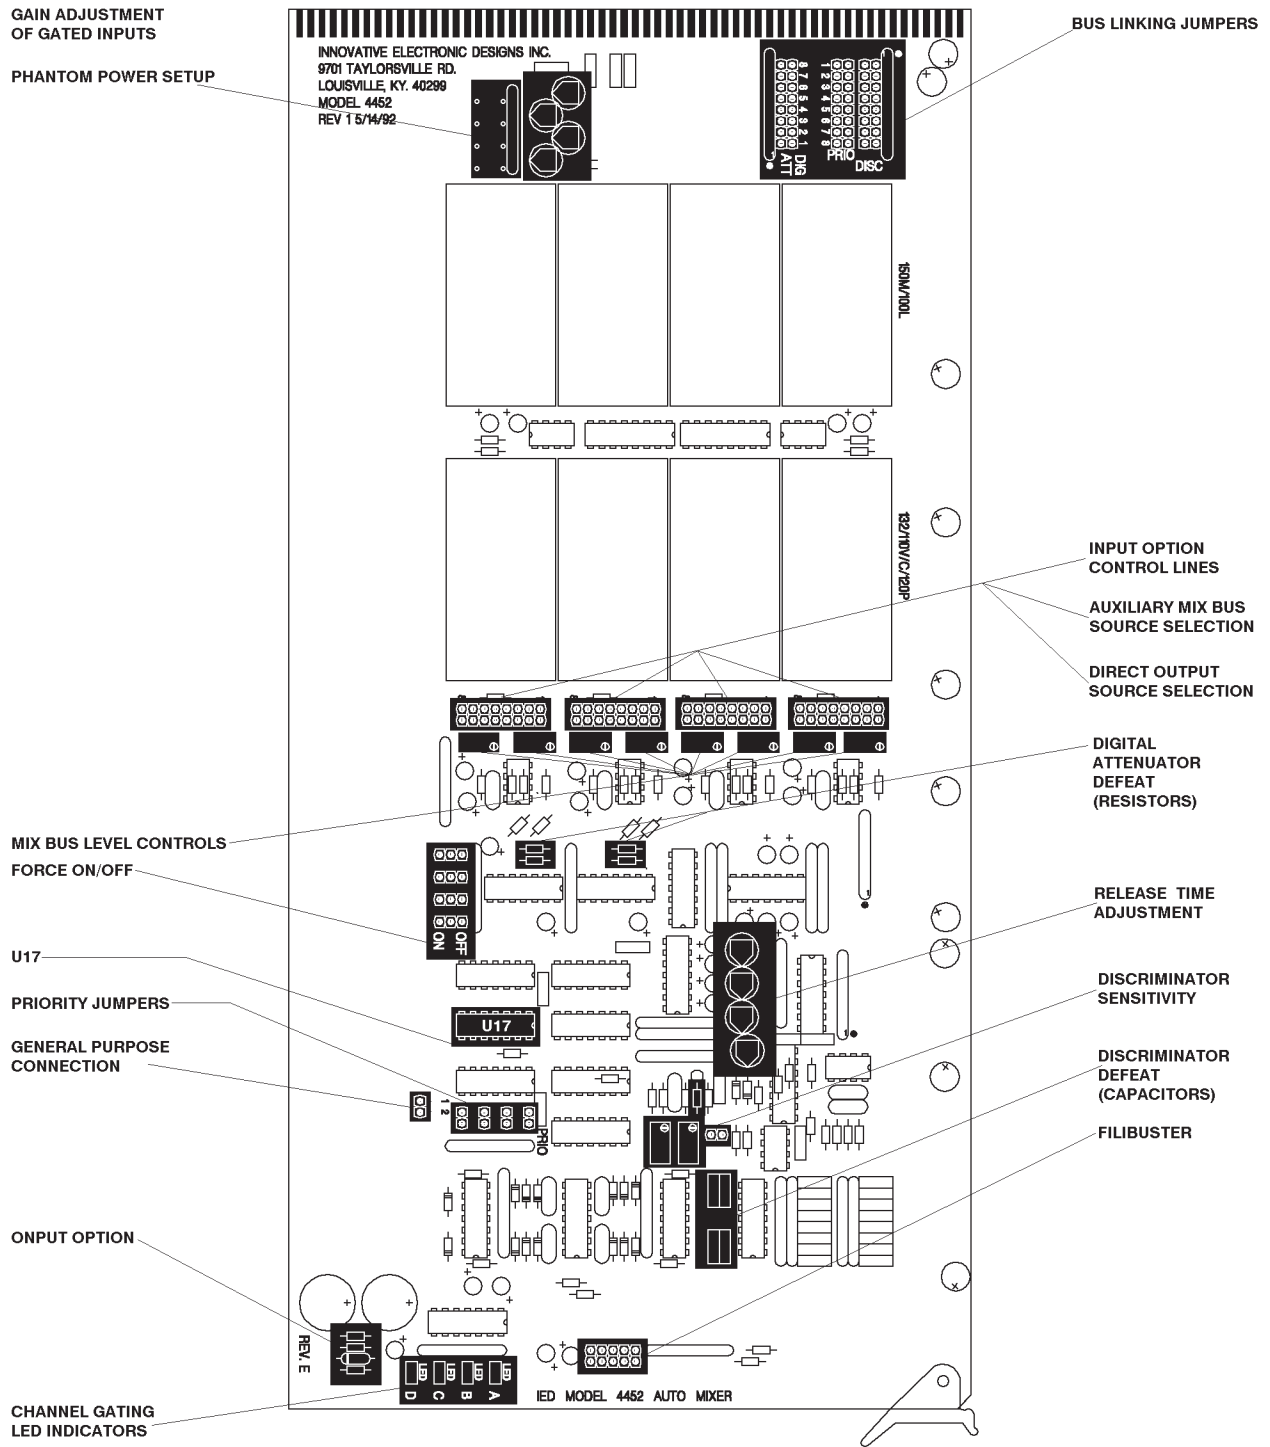 GAIN ADJUSTMENT
OF GATED INPUTS
PHANTOM POWER SETUP
INNOVATIVE ELECTRONIC DESIGNS INC.
9701 TAYLORSVILLE RD.
LOUISVILLE, KY. 40299
MODEL 4452
REV 1 5/14/92
BUS LINKING JUMPERS
8 7 6 5 4 3 2 1
1 2 3 4 5 6 7 8
DIG
ATT
PRIO
DISC
1
1
150M/100L
132/110V/C/120P
INPUT OPTION
CONTROL LINES
AUXILIARY MIX BUS
SOURCE SELECTION
DIRECT OUTPUT
SOURCE SELECTION
DIGITAL
ATTENUATOR
DEFEAT
(RESISTORS)
MIX BUS LEVEL CONTROLS
FORCE ON/OFF
ON
OFF
1
RELEASE TIME
ADJUSTMENT
U17
U17
PRIORITY JUMPERS
GENERAL PURPOSE
CONNECTION
1
2
PRIO
1
DISCRIMINATOR
SENSITIVITY
DISCRIMINATOR
DEFEAT
(CAPACITORS)
FILIBUSTER
ONPUT OPTION
REV. E
LED LED LED LED
D C B A
IED MODEL 4452 AUTO MIXER
CHANNEL GATING
LED INDICATORS